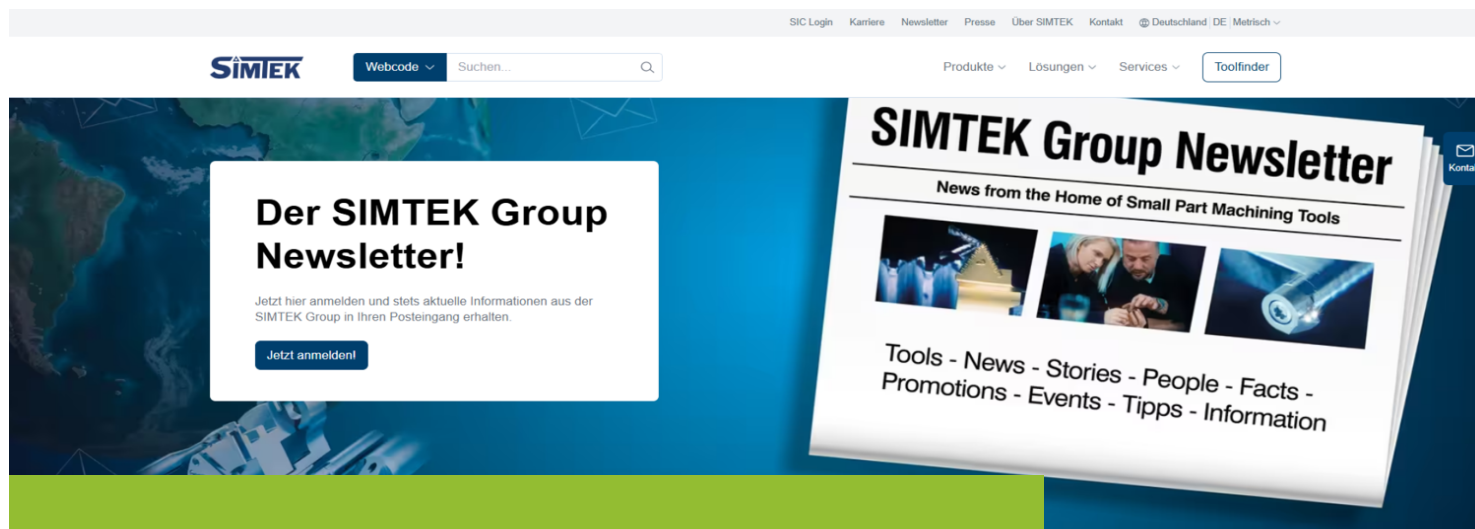 SIC Login Karriere Newsletter Presse Über SIMTEK Kontakt Deutschland DE Metrisch
SIMTEK Webcode Suchen... Produkte Lösungen Services Toolfinder
Der SIMTEK Group
Newsletter!
Jetzt hier anmelden und stets aktuelle Informationen aus der
SIMTEK Group in Ihren Posteingang erhalten.
Jetzt anmelden!
SIMTEK Group Newsletter
News from the Home of Small Part Machining Tools
Tools - News - Stories - People - Facts -
Promotions - Events - Tipps - Information